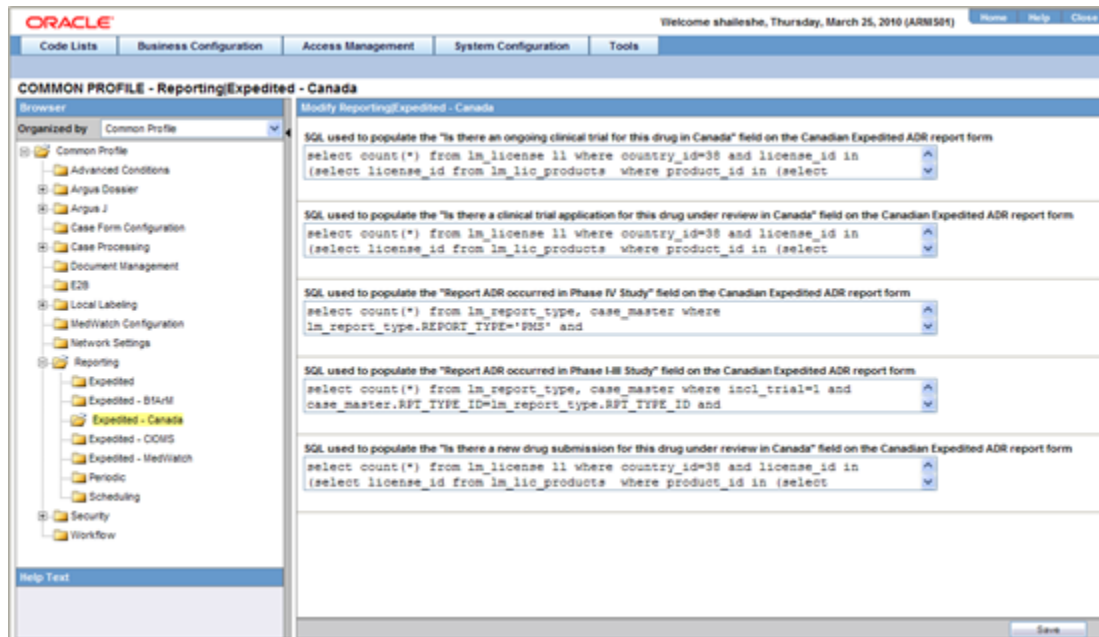 ORACLE
Welcome shaileshe, Thursday, March 25, 2010 (ARMIS01)
Home Help Close
Code Lists Business Configuration Access Management System Configuration Tools
COMMON PROFILE - Reporting|Expedited - Canada
Browser
Organized by Common Profile
Common Profile
Advanced Conditions
Argus Dossier
Argus J
Case Form Configuration
Case Processing
Document Management
E2B
Local Labeling
MedWatch Configuration
Network Settings
Reporting
Expedited
Expedited - BfArM
Expedited - Canada
Expedited - CIOMS
Expedited - MedWatch
Periodic
Scheduling
Security
Workflow
Help Text
Modify Reporting|Expedited - Canada
SQL used to populate the "Is there an ongoing clinical trial for this drug in Canada" field on the Canadian Expedited ADR report form
select count(*) from lm_license ll where country_id=38 and license_id in
(select license_id from lm_lic_products where product_id in (select
SQL used to populate the "Is there a clinical trial application for this drug under review in Canada" field on the Canadian Expedited ADR report form
select count(*) from lm_license ll where country_id=38 and license_id in
(select license_id from lm_lic_products where product_id in (select
SQL used to populate the "Report ADR occurred in Phase IV Study" field on the Canadian Expedited ADR report form
select count(*) from lm_report_type, case_master where
lm_report_type.REPORT_TYPE='PMS' and
SQL used to populate the "Report ADR occurred in Phase I-III Study" field on the Canadian Expedited ADR report form
select count(*) from lm_report_type, case_master where incl_trial=1 and
case_master.RPT_TYPE_ID=lm_report_type.RPT_TYPE_ID and
SQL used to populate the "Is there a new drug submission for this drug under review in Canada" field on the Canadian Expedited ADR report form
select count(*) from lm_license ll where country_id=38 and license_id in
(select license_id from lm_lic_products where product_id in (select
Save